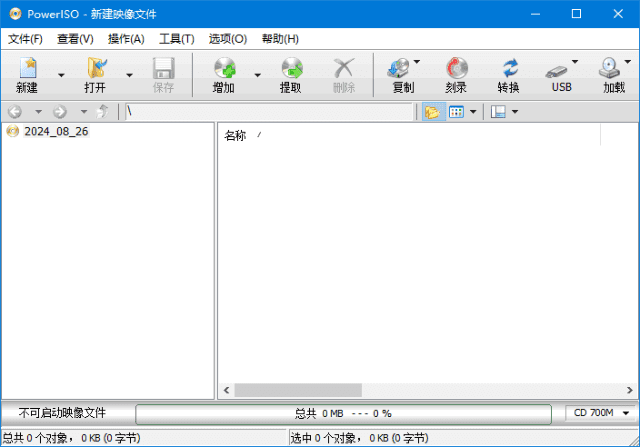 PowerISO - 新建映像文件
文件(F) 查看(V) 操作(A) 工具(T) 选项(O) 帮助(H)
新建 打开 保存 增加 提取 删除 复制 刻录 转换 USB 加载
\
2024_08_26
名称 /
不可启动映像文件 总共 0 MB --- 0 % CD 700M
总共 0 个对象，0 KB (0 字节) 选中 0 个对象，0 KB (0 字节)